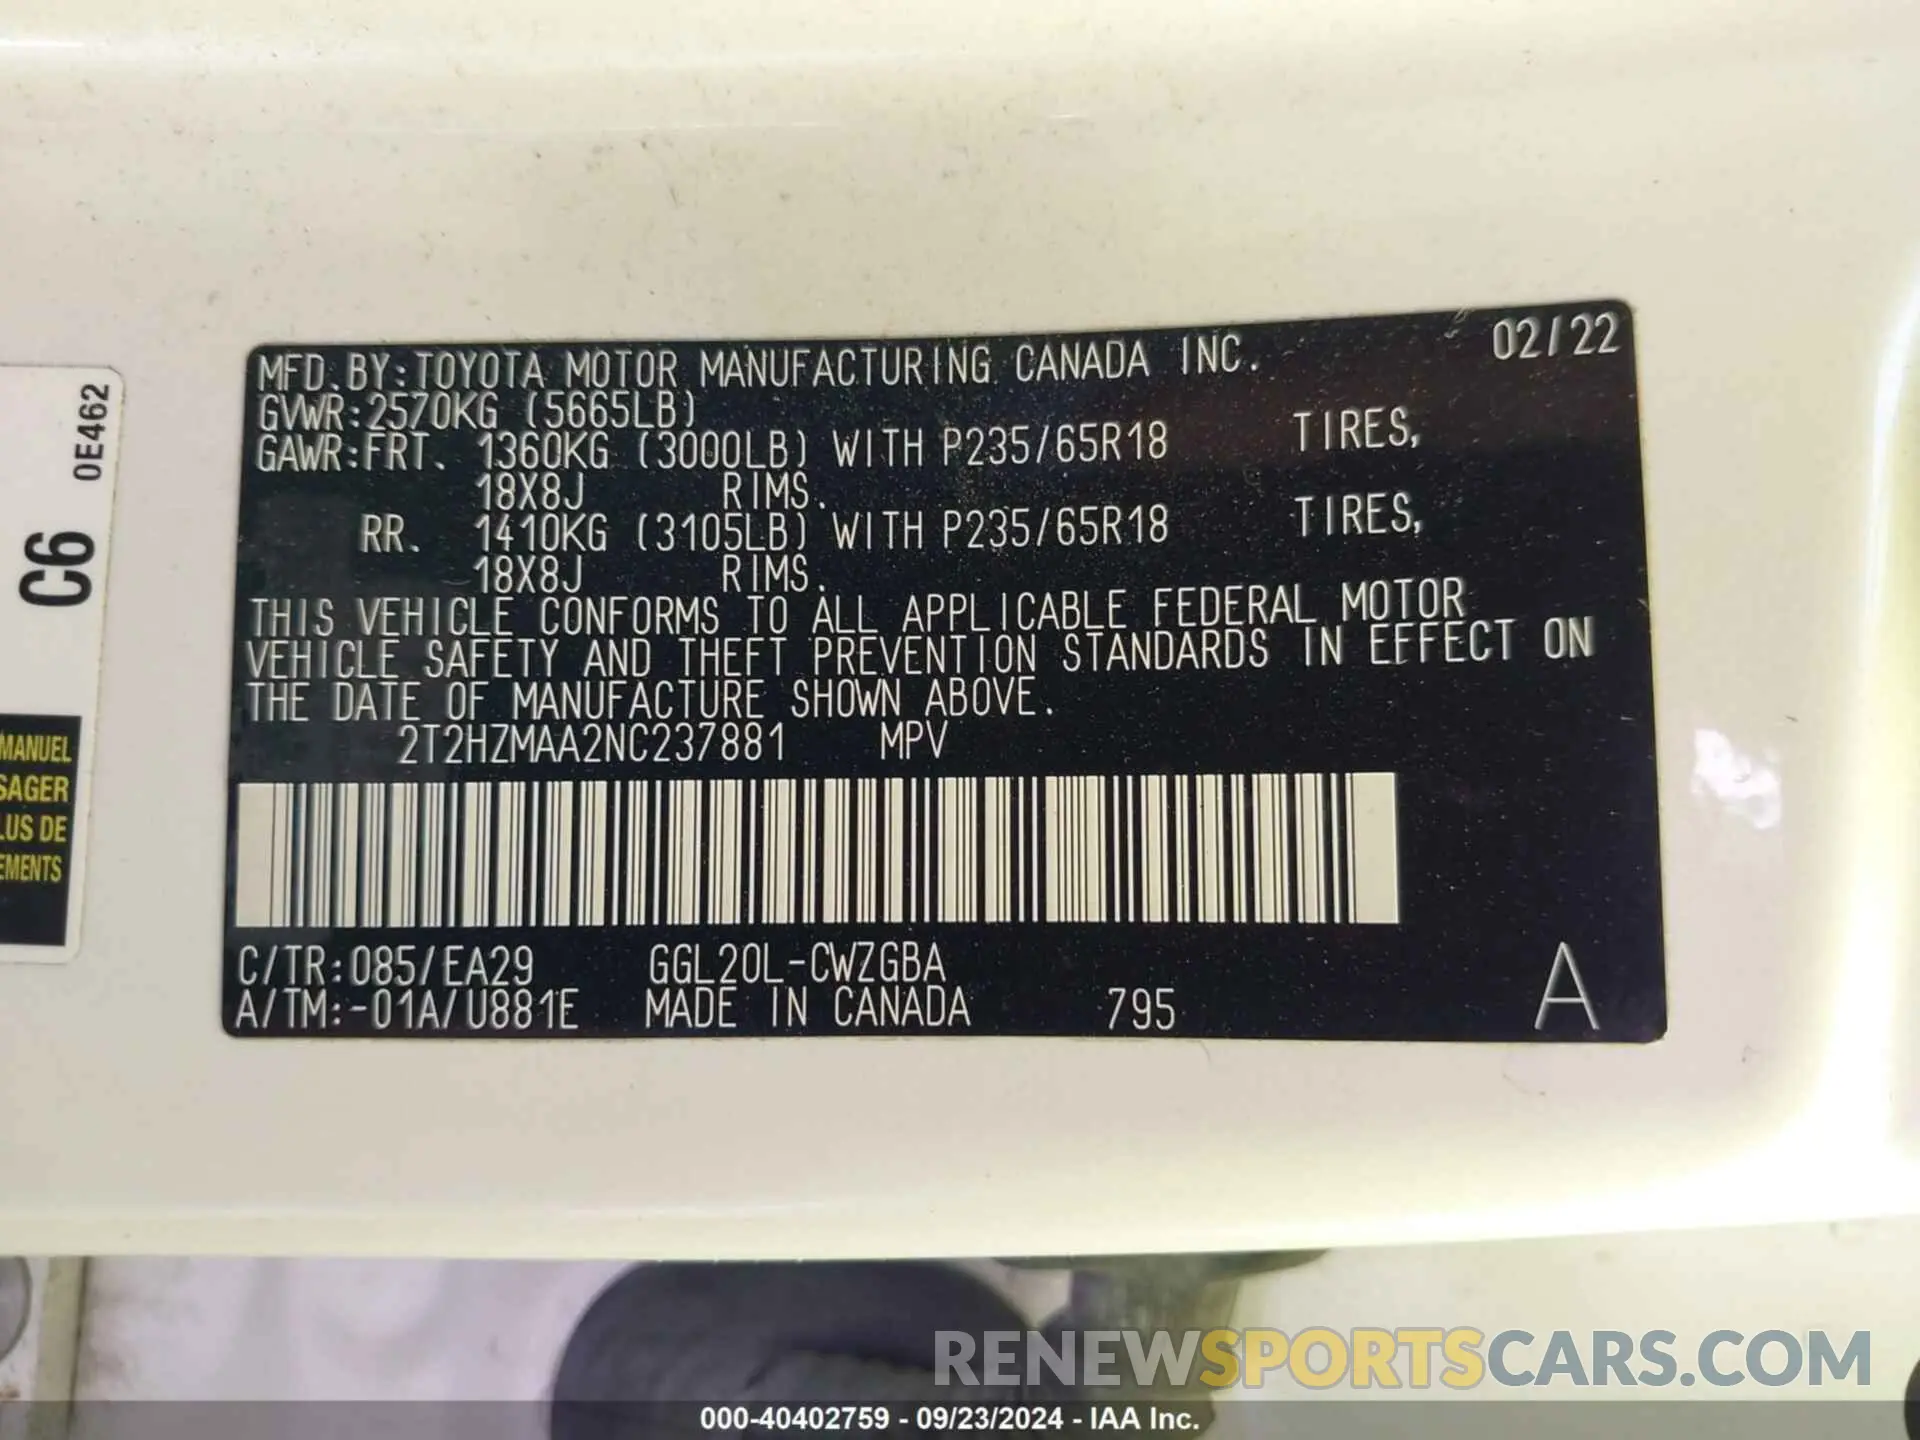 MFD.BY:TOYOTA MOTOR MANUFACTURING CANADA INC. 02/22
GVWR:2570KG (5665LB)
GAWR:FRT. 1360KG (3000LB) WITH P235/65R18 TIRES,
18X8J RIMS.
RR. 1410KG (3105LB) WITH P235/65R18 TIRES,
18X8J RIMS.
THIS VEHICLE CONFORMS TO ALL APPLICABLE FEDERAL MOTOR
VEHICLE SAFETY AND THEFT PREVENTION STANDARDS IN EFFECT ON
THE DATE OF MANUFACTURE SHOWN ABOVE.
2T2HZMAA2NC237881 MPV
C/TR:085/EA29 GGL20L-CWZGBA
A/TM:-01A/U881E MADE IN CANADA 795 A
0E462
C6
MANUEL
SAGER
LUS DE
EMENTS
RENEWSPORTSCARS.COM
000-40402759 - 09/23/2024 - IAA Inc.